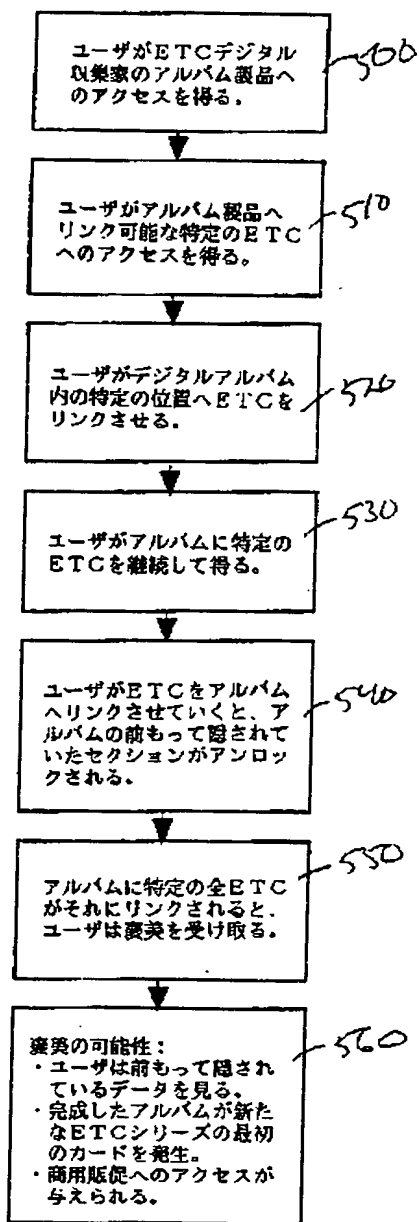 ユーザがETCデジタル
収集家のアルバム製品へ
のアクセスを得る。
500
ユーザがアルバム製品へ
リンク可能な特定のETC
へのアクセスを得る。
510
ユーザがデジタルアルバム
内の特定の位置へETCを
リンクさせる。
520
ユーザがアルバムに特定の
ETCを継続して得る。
530
ユーザがETCをアルバム
へリンクさせていくと、ア
ルバムの前もって隠されて
いたセクションがアンロッ
クされる。
540
アルバムに特定の全ETC
がそれにリンクされると、
ユーザは褒美を受け取る。
550
褒美の可能性:
・ユーザは前もって隠され
ているデータを見る。
・完成したアルバムが新た
なETCシリーズの最初
のカードを発生。
・商用販促へのアクセスが
与えられる。
560